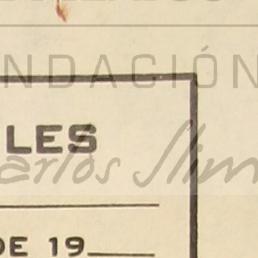 NDACIÓN
LES
Carlos Slim
DE 19